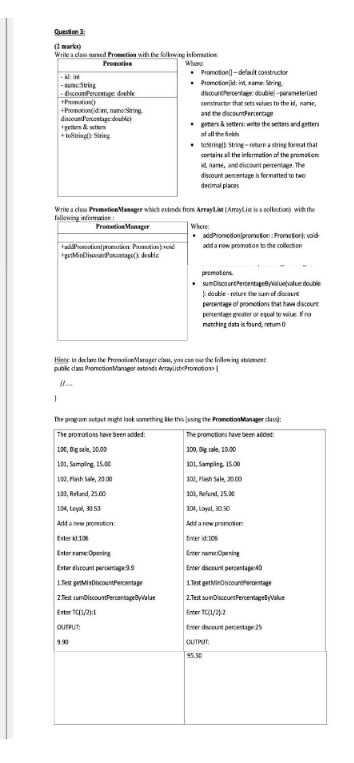 Question 3:
(2 marks)
Write a class named Promotion with the following information:
Promotion
- id: int
- name:String
- discountPercentage: double
+Promotion()
+Promotion(id:int, name:String,
discountPercentage:double)
+getters & setters
+ toString(): String
Where:
• Promotion() – default constructor
• Promotion(id: int, name: String,
discountPercentage: double) –parameterized
constructor that sets values to the id, name,
and the discountPercentage
• getters & setters: write the setters and getters
of all the fields
• toString(): String – return a string format that
contains all the information of the promotion:
id, name, and discount percentage. The
discount percentage is formatted to two
decimal places
Write a class PromotionManager which extends from ArrayList (ArrayList is a collection) with the
following information :
PromotionManager
+addPromotion(promotion: Promotion):void
+getMinDiscountPercentage(): double
Where:
• addPromotion(promotion : Promotion): void-
add a new promotion to the collection
promotions.
• sumDiscountPercentageByValue(value:double
): double - return the sum of discount
percentage of promotions that have discount
percentage greater or equal to value. If no
matching data is found, return 0
Hints: to declare the PromotionManager class, you can use the following statement:
public class PromotionManager extends ArrayList<Promotion> {
//....
}
The program output might look something like this (using the PromotionManager class):
The promotions have been added:
100, Big sale, 10.00
101, Sampling, 15.00
102, Flash Sale, 20.00
103, Refund, 25.00
104, Loyal, 30.50
Add a new promotion:
Enter id:106
Enter name:Opening
Enter discount percentage:9.9
1.Test getMinDiscountPercentage
2.Test sumDiscountPercentageByValue
Enter TC(1/2):1
OUTPUT:
9.90
The promotions have been added:
100, Big sale, 10.00
101, Sampling, 15.00
102, Flash Sale, 20.00
103, Refund, 25.00
104, Loyal, 30.50
Add a new promotion:
Enter id:106
Enter name:Opening
Enter discount percentage:40
1.Test getMinDiscountPercentage
2.Test sumDiscountPercentageByValue
Enter TC(1/2):2
Enter discount percentage:25
OUTPUT:
95.50